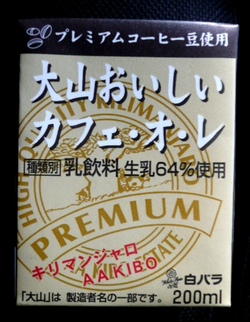 プレミアムコーヒー豆使用
大山おいしい
カフェ・オ・レ
種類別 乳飲料 生乳64%使用
HIGH QUALITY KILIMANJARO
PREMIUM
キリマンジャロ
AAKIBO
白バラ
「大山」は 製造者名の一部です。
200ml